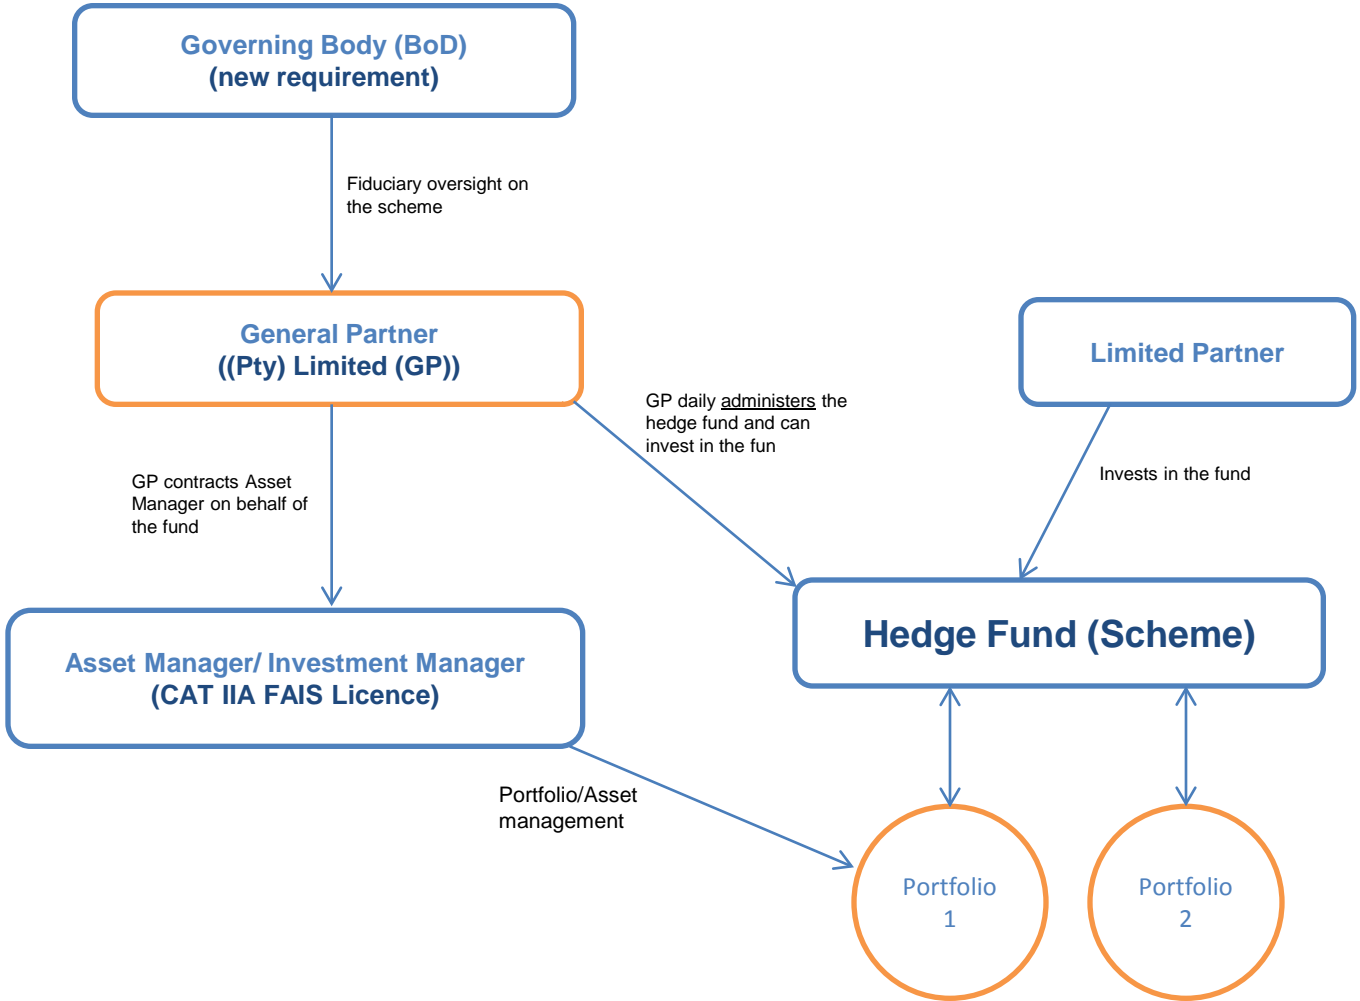 Governing Body (BoD)
(new requirement)
Fiduciary oversight on
the scheme
General Partner
((Pty) Limited (GP))
Limited Partner
GP daily administers the
hedge fund and can
invest in the fun
Invests in the fund
GP contracts Asset
Manager on behalf of
the fund
Hedge Fund (Scheme)
Asset Manager/ Investment Manager
(CAT IIA FAIS Licence)
Portfolio/Asset
management
Portfolio
1
Portfolio
2